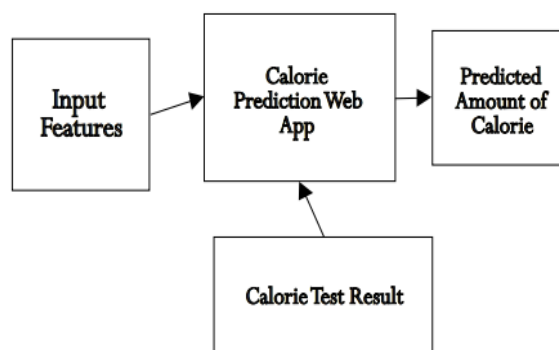 Input
Features
Calorie
Prediction Web
App
Predicted
Amount of
Calorie
Calorie Test Result